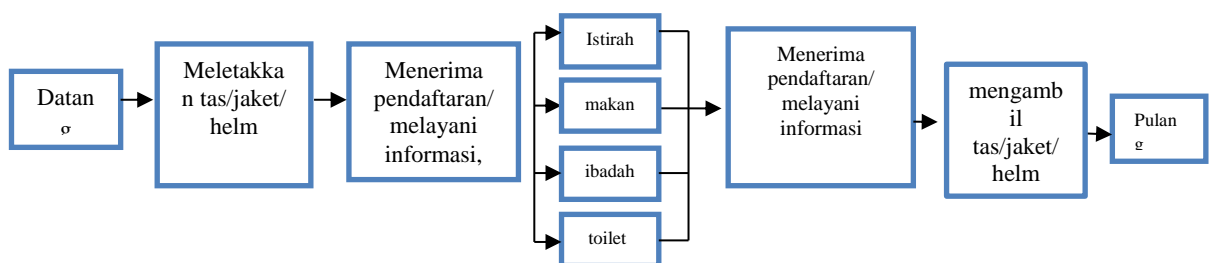 Datan
g
Meletakka
n tas/jaket/
helm
Menerima
pendaftaran/
melayani
informasi,
Istirah
makan
ibadah
toilet
Menerima
pendaftaran/
melayani
informasi
mengamb
il
tas/jaket/
helm
Pulan
g